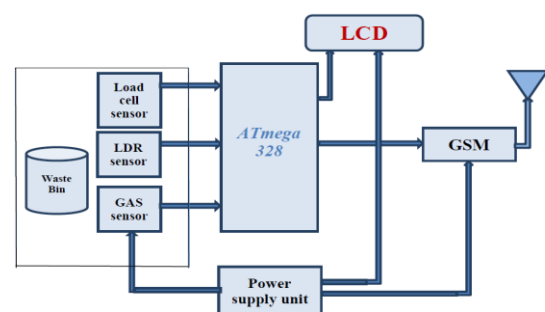 LCD
Load
cell
sensor
LDR
sensor
GAS
sensor
Waste
Bin
ATmega
328
GSM
Power
supply unit